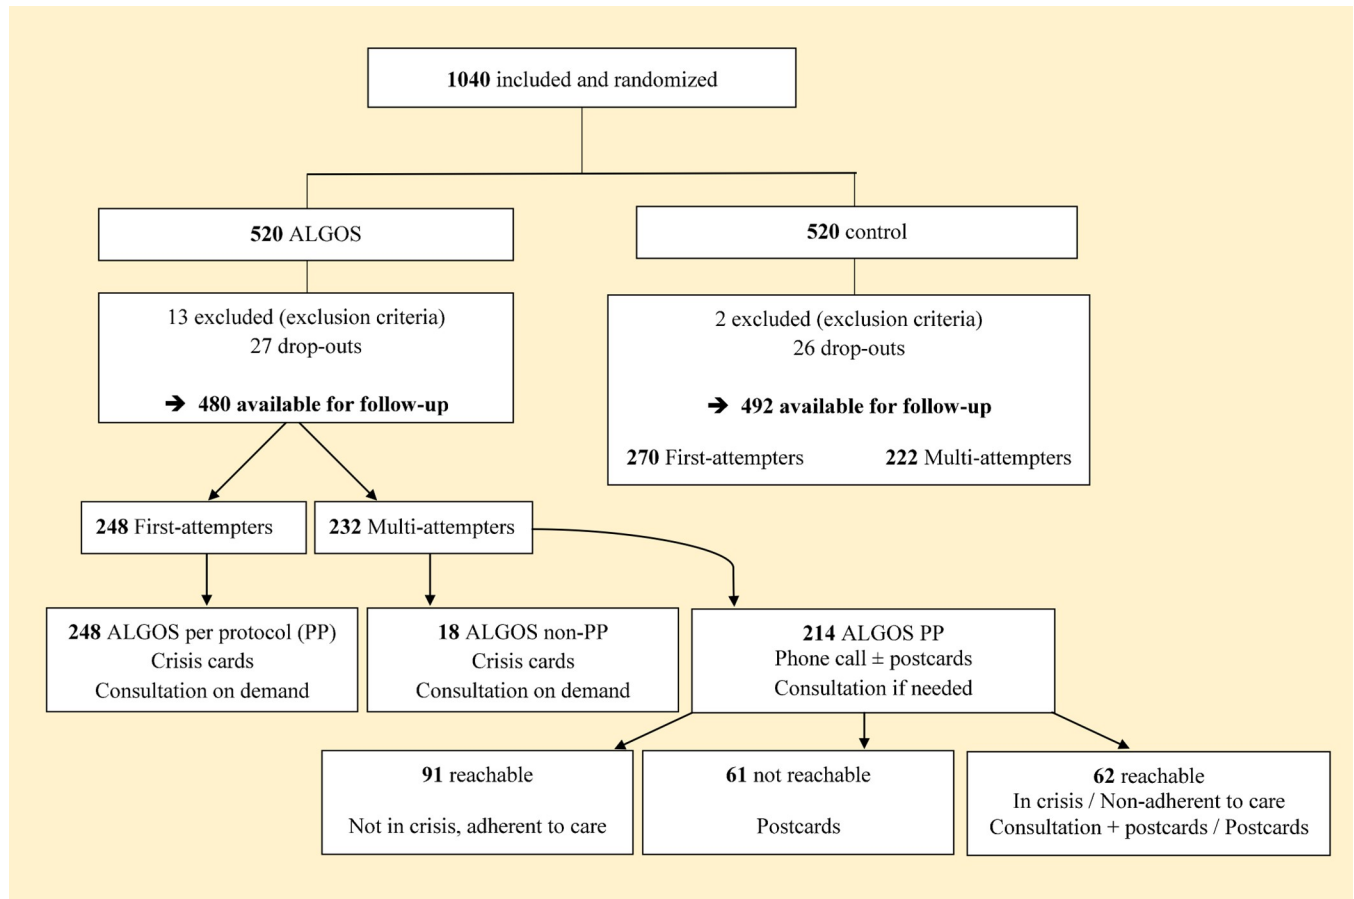 1040 included and randomized
520 ALGOS
520 control
13 excluded (exclusion criteria)
27 drop-outs
➔ 480 available for follow-up
2 excluded (exclusion criteria)
26 drop-outs
➔ 492 available for follow-up
270 First-attempters
222 Multi-attempters
248 First-attempters
232 Multi-attempters
248 ALGOS per protocol (PP)
Crisis cards
Consultation on demand
18 ALGOS non-PP
Crisis cards
Consultation on demand
214 ALGOS PP
Phone call ± postcards
Consultation if needed
91 reachable
Not in crisis, adherent to care
61 not reachable
Postcards
62 reachable
In crisis / Non-adherent to care
Consultation + postcards / Postcards